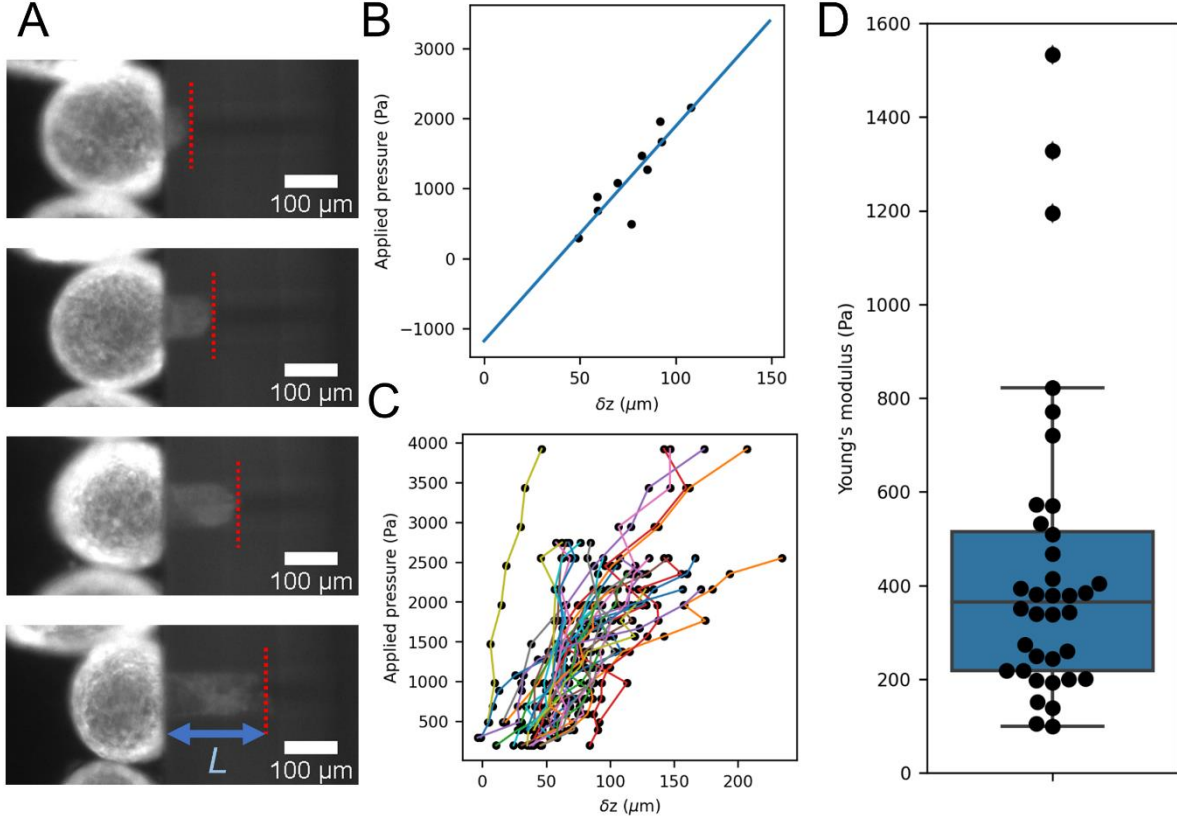 A
100 µm
100 µm
100 µm
L
100 µm
B
Applied pressure (Pa)
3000
2000
1000
0
−1000
0 50 100 150
δz (µm)
C
Applied pressure (Pa)
4000
3500
3000
2500
2000
1500
1000
500
0 50 100 150 200
δz (µm)
D
Young's modulus (Pa)
1600
1400
1200
1000
800
600
400
200
0